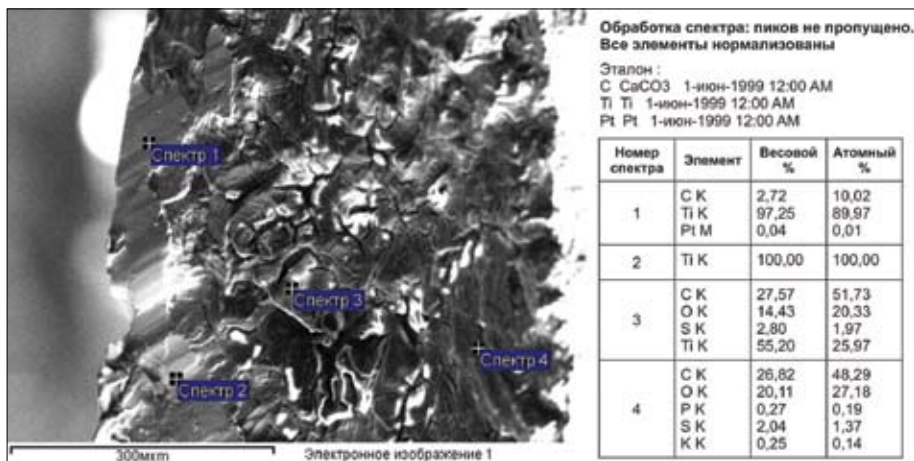 Спектр 1
Спектр 3
Спектр 4
Спектр 2
300мкm
Электронное изображение 1
Обработка спектра: пиков не пропущено.
Все элементы нормализованы
Эталон :
C CaCO3 1-июн-1999 12:00 AM
Ti Ti 1-июн-1999 12:00 AM
Pt Pt 1-июн-1999 12:00 AM
Номер спектра Элемент Весовой % Атомный %
1
C K 2,72 10,02
Ti K 97,25 89,97
Pt M 0,04 0,01
2 Ti K 100,00 100,00
3
C K 27,57 51,73
O K 14,43 20,33
S K 2,80 1,97
Ti K 55,20 25,97
4
C K 26,82 48,29
O K 20,11 27,18
P K 0,27 0,19
S K 2,04 1,37
K K 0,25 0,14